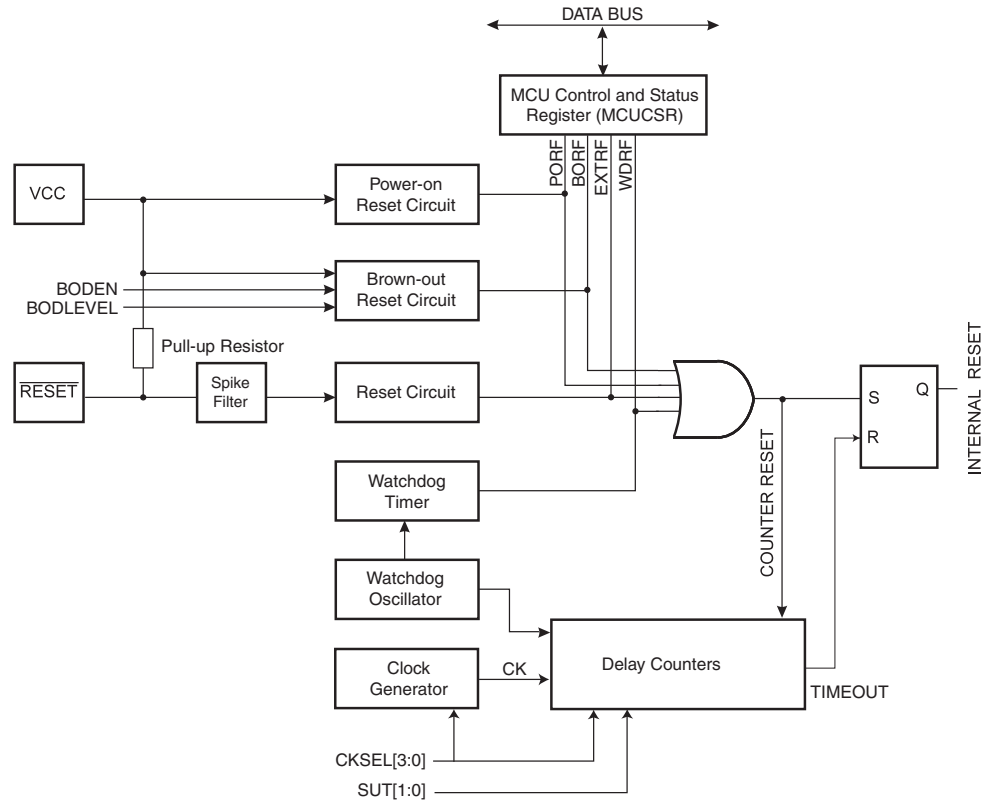 DATA BUS
MCU Control and Status
Register (MCUCSR)
PORF
BORF
EXTRF
WDRF
VCC
Power-on
Reset Circuit
BODEN
BODLEVEL
Brown-out
Reset Circuit
Pull-up Resistor
RESET
Spike
Filter
Reset Circuit
S
Q
R
INTERNAL RESET
COUNTER RESET
Watchdog
Timer
Watchdog
Oscillator
Clock
Generator
CK
Delay Counters
TIMEOUT
CKSEL[3:0]
SUT[1:0]